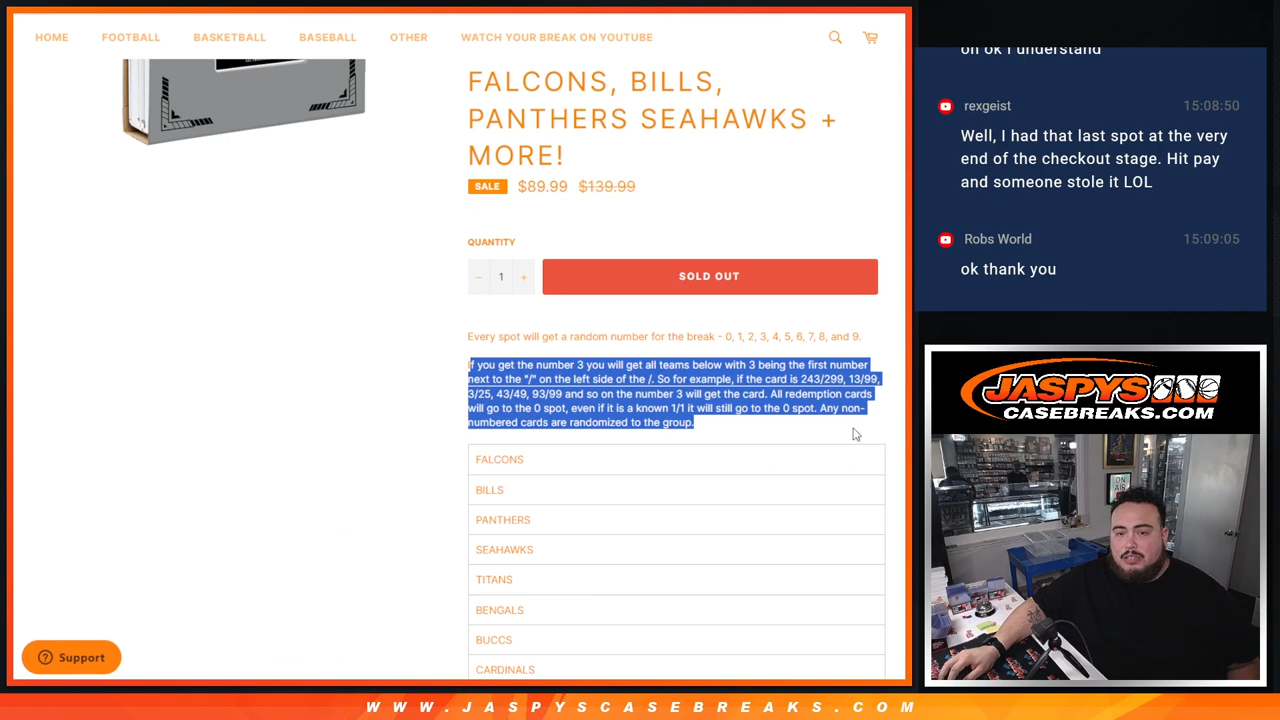 HOME FOOTBALL BASKETBALL BASEBALL OTHER WATCH YOUR BREAK ON YOUTUBE
FALCONS, BILLS,
PANTHERS SEAHAWKS +
MORE!
SALE $89.99 $139.99
QUANTITY
− 1 + SOLD OUT
Every spot will get a random number for the break - 0, 1, 2, 3, 4, 5, 6, 7, 8, and 9.
If you get the number 3 you will get all teams below with 3 being the first number
next to the "/" on the left side of the /. So for example, if the card is 243/299, 13/99,
3/25, 43/49, 93/99 and so on the number 3 will get the card. All redemption cards
will go to the 0 spot, even if it is a known 1/1 it will still go to the 0 spot. Any non-
numbered cards are randomized to the group.
FALCONS
BILLS
PANTHERS
SEAHAWKS
TITANS
BENGALS
BUCCS
CARDINALS
Support
oh ok I understand
rexgeist 15:08:50
Well, I had that last spot at the very
end of the checkout stage. Hit pay
and someone stole it LOL
Robs World 15:09:05
ok thank you
JASPYS
CASEBREAKS.COM
ON AIR
WWW.JASPYSCASEBREAKS.COM